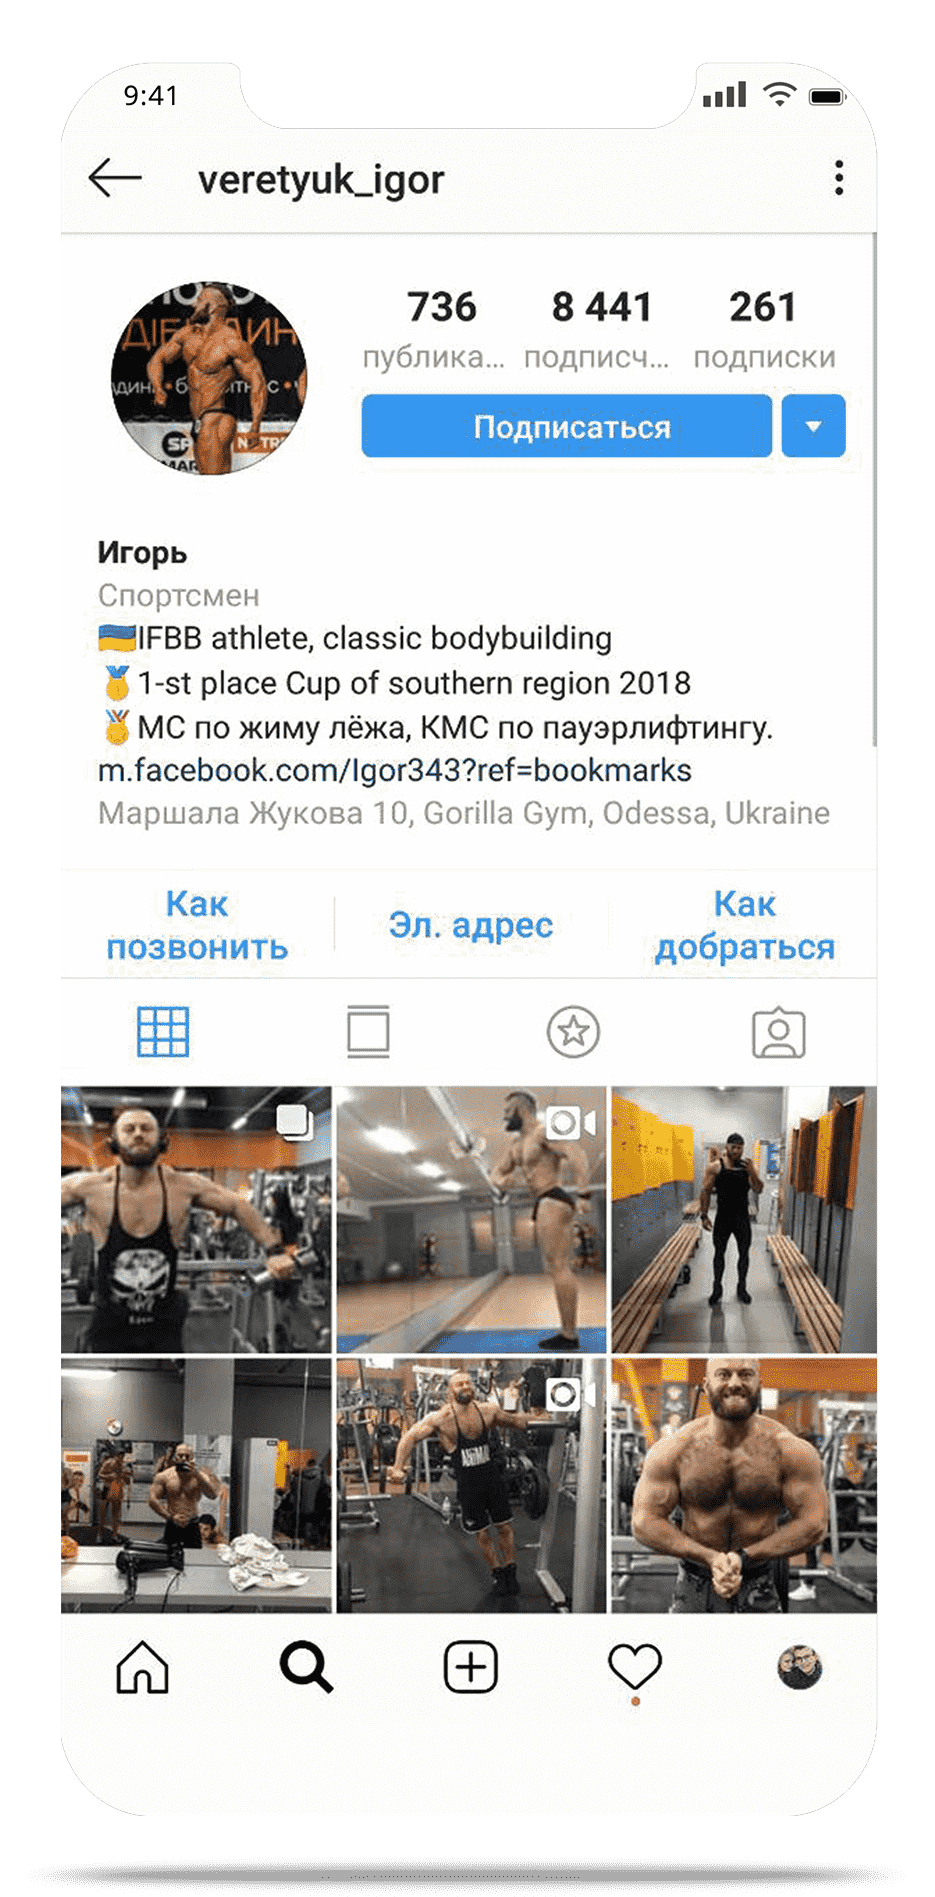 9:41
veretyuk_igor
736 8 441 261
публика... подписч... подписки
Подписаться
Игорь
Спортсмен
IFBB athlete, classic bodybuilding
1-st place Cup of southern region 2018
МС по жиму лёжа, КМС по пауэрлифтингу.
m.facebook.com/Igor343?ref=bookmarks
Маршала Жукова 10, Gorilla Gym, Odessa, Ukraine
Как позвонить
Эл. адрес
Как добраться
ANIMAL